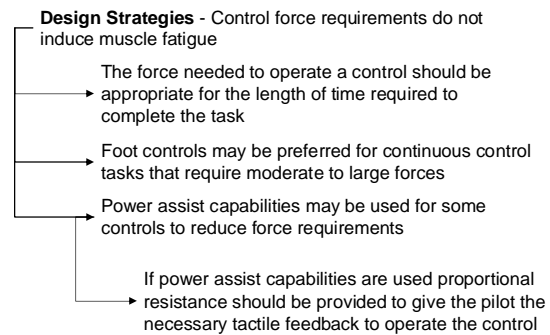 Design Strategies - Control force requirements do not
induce muscle fatigue
The force needed to operate a control should be
appropriate for the length of time required to
complete the task
Foot controls may be preferred for continuous control
tasks that require moderate to large forces
Power assist capabilities may be used for some
controls to reduce force requirements
If power assist capabilities are used proportional
resistance should be provided to give the pilot the
necessary tactile feedback to operate the control